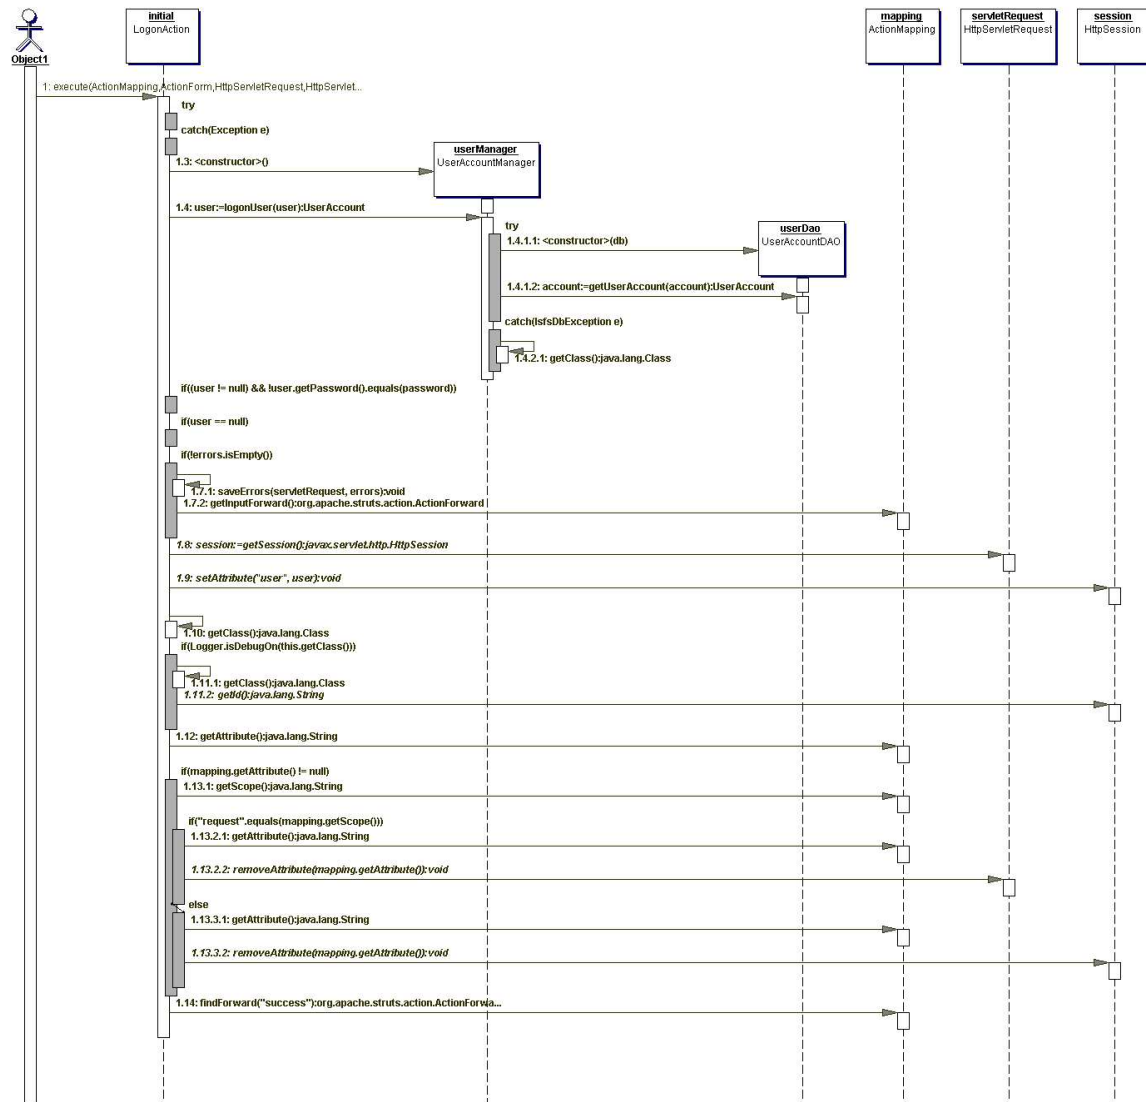 initial
LogonAction
mapping
ActionMapping
servletRequest
HttpServletRequest
session
HttpSession
Object1
1: execute(ActionMapping,ActionForm,HttpServletRequest,HttpServlet...
try
catch(Exception e)
userManager
UserAccountManager
1.3: <constructor>()
1.4: user:=logonUser(user):UserAccount
try
userDao
UserAccountDAO
1.4.1.1: <constructor>(db)
1.4.1.2: account:=getUserAccount(account):UserAccount
catch(IsfsDbException e)
1.4.2.1: getClass():java.lang.Class
if((user != null) && !user.getPassword().equals(password))
if(user == null)
if(!errors.isEmpty())
1.7.1: saveErrors(servletRequest, errors):void
1.7.2: getInputForward():org.apache.struts.action.ActionForward
1.8: session:=getSession():javax.servlet.http.HttpSession
1.9: setAttribute("user", user):void
1.10: getClass():java.lang.Class
if(Logger.isDebugOn(this.getClass()))
1.11.1: getClass():java.lang.Class
1.11.2: getId():java.lang.String
1.12: getAttribute():java.lang.String
if(mapping.getAttribute() != null)
1.13.1: getScope():java.lang.String
if("request".equals(mapping.getScope()))
1.13.2.1: getAttribute():java.lang.String
1.13.2.2: removeAttribute(mapping.getAttribute()):void
else
1.13.3.1: getAttribute():java.lang.String
1.13.3.2: removeAttribute(mapping.getAttribute()):void
1.14: findForward("success"):org.apache.struts.action.ActionForwa...